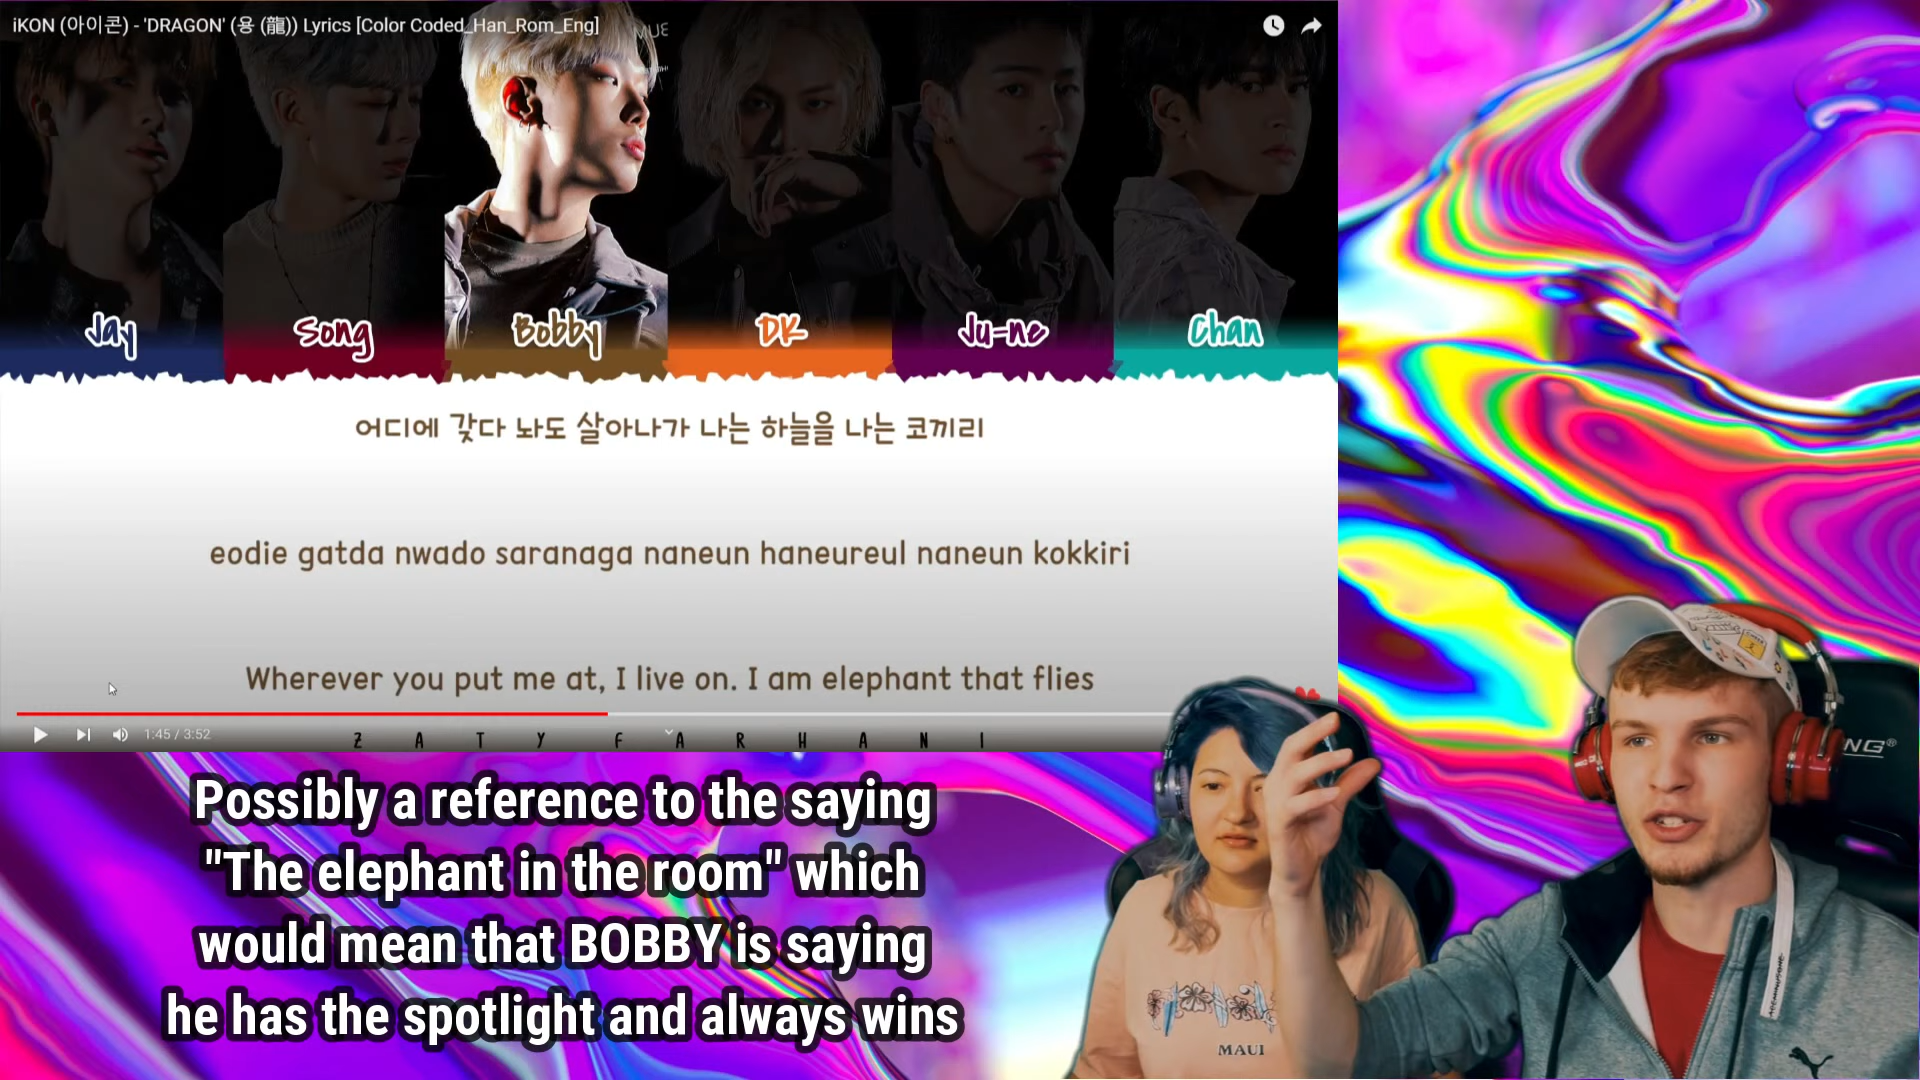 iKON (아이콘) - 'DRAGON' (용 (龍)) Lyrics [Color Coded_Han_Rom_Eng]
Jay
Song
Bobby
DK
Ju-ne
Chan
어디에 갖다 놔도 살아나가 나는 하늘을 나는 코끼리
eodie gatda nwado saranaga naneun haneureul naneun kokkiri
Wherever you put me at, I live on. I am elephant that flies
1:45 / 3:52
ZATY FARHANI
Possibly a reference to the saying
"The elephant in the room" which
would mean that BOBBY is saying
he has the spotlight and always wins
MAUI